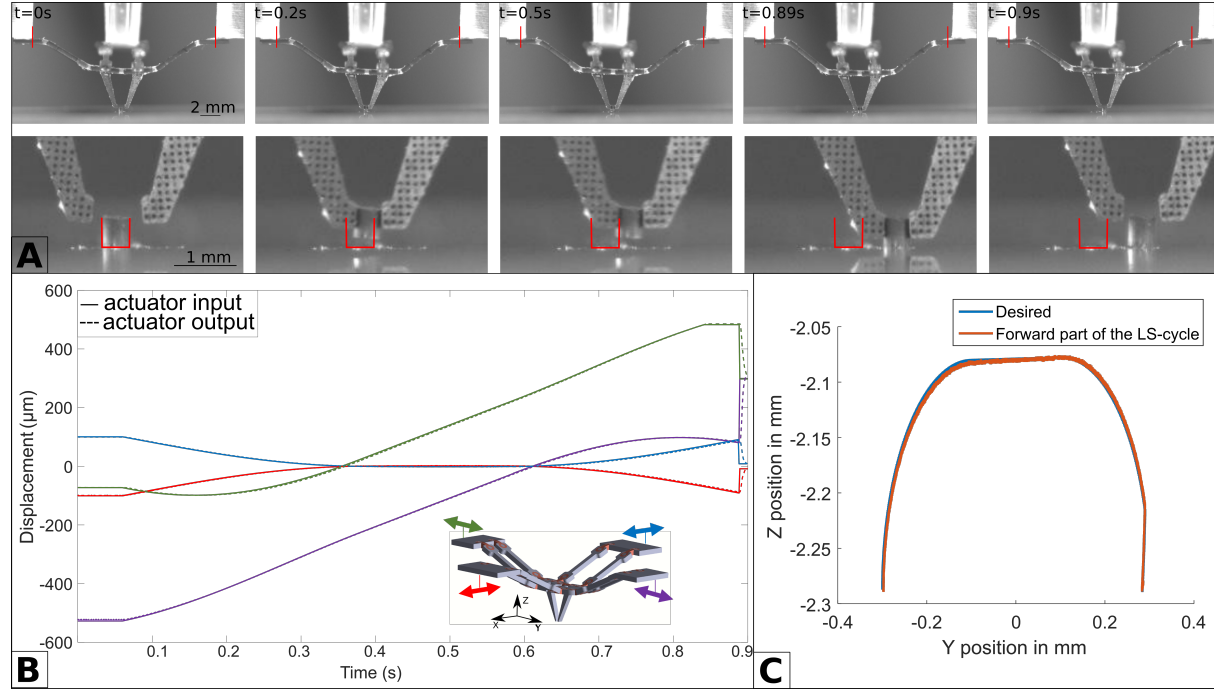 t=0s
t=0.2s
t=0.5s
t=0.89s
t=0.9s
2 mm
A
1 mm
600
400
200
0
-200
-400
-600
Displacement (μm)
actuator input
actuator output
X
Z
Y
0.1
0.2
0.3
0.4
0.5
0.6
0.7
0.8
0.9
Time (s)
B
Desired
Forward part of the LS-cycle
-2.05
-2.1
-2.15
-2.2
-2.25
-2.3
Z position in mm
-0.4
-0.2
0
0.2
0.4
Y position in mm
C